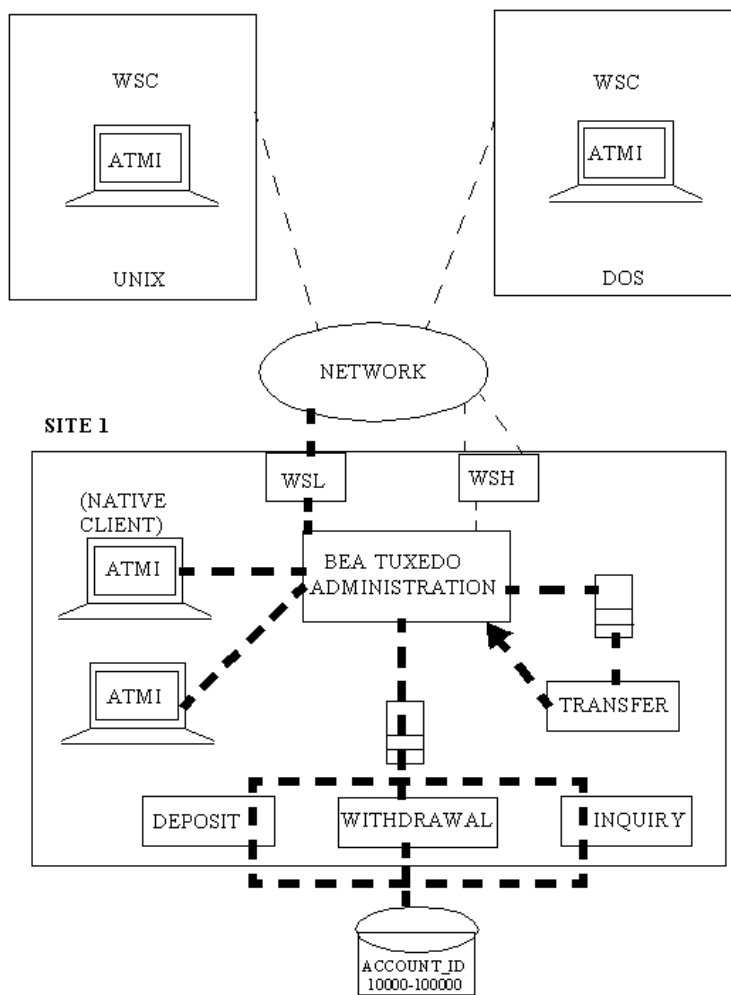 WSC
ATMI
UNIX
WSC
ATMI
DOS
NETWORK
SITE 1
WSL
WSH
(NATIVE
CLIENT)
ATMI
BEA TUXEDO
ADMINISTRATION
ATMI
TRANSFER
DEPOSIT
WITHDRAWAL
INQUIRY
ACCOUNT_ID
10000-100000